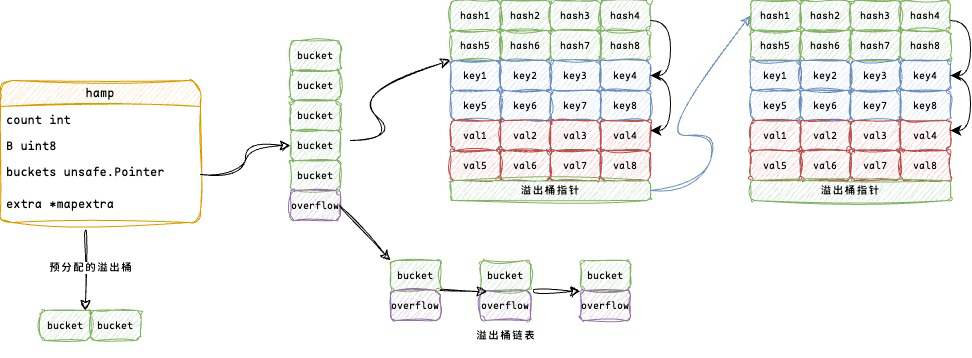 hamp
count int
B uint8
buckets unsafe.Pointer
extra *mapextra
预分配的溢出桶
bucket bucket
bucket
bucket
bucket
bucket
bucket
overflow
hash1 hash2 hash3 hash4
hash5 hash6 hash7 hash8
key1 key2 key3 key4
key5 key6 key7 key8
val1 val2 val3 val4
val5 val6 val7 val8
溢出桶指针
hash1 hash2 hash3 hash4
hash5 hash6 hash7 hash8
key1 key2 key3 key4
key5 key6 key7 key8
val1 val2 val3 val4
val5 val6 val7 val8
溢出桶指针
bucket bucket bucket
overflow overflow overflow
溢出桶链表